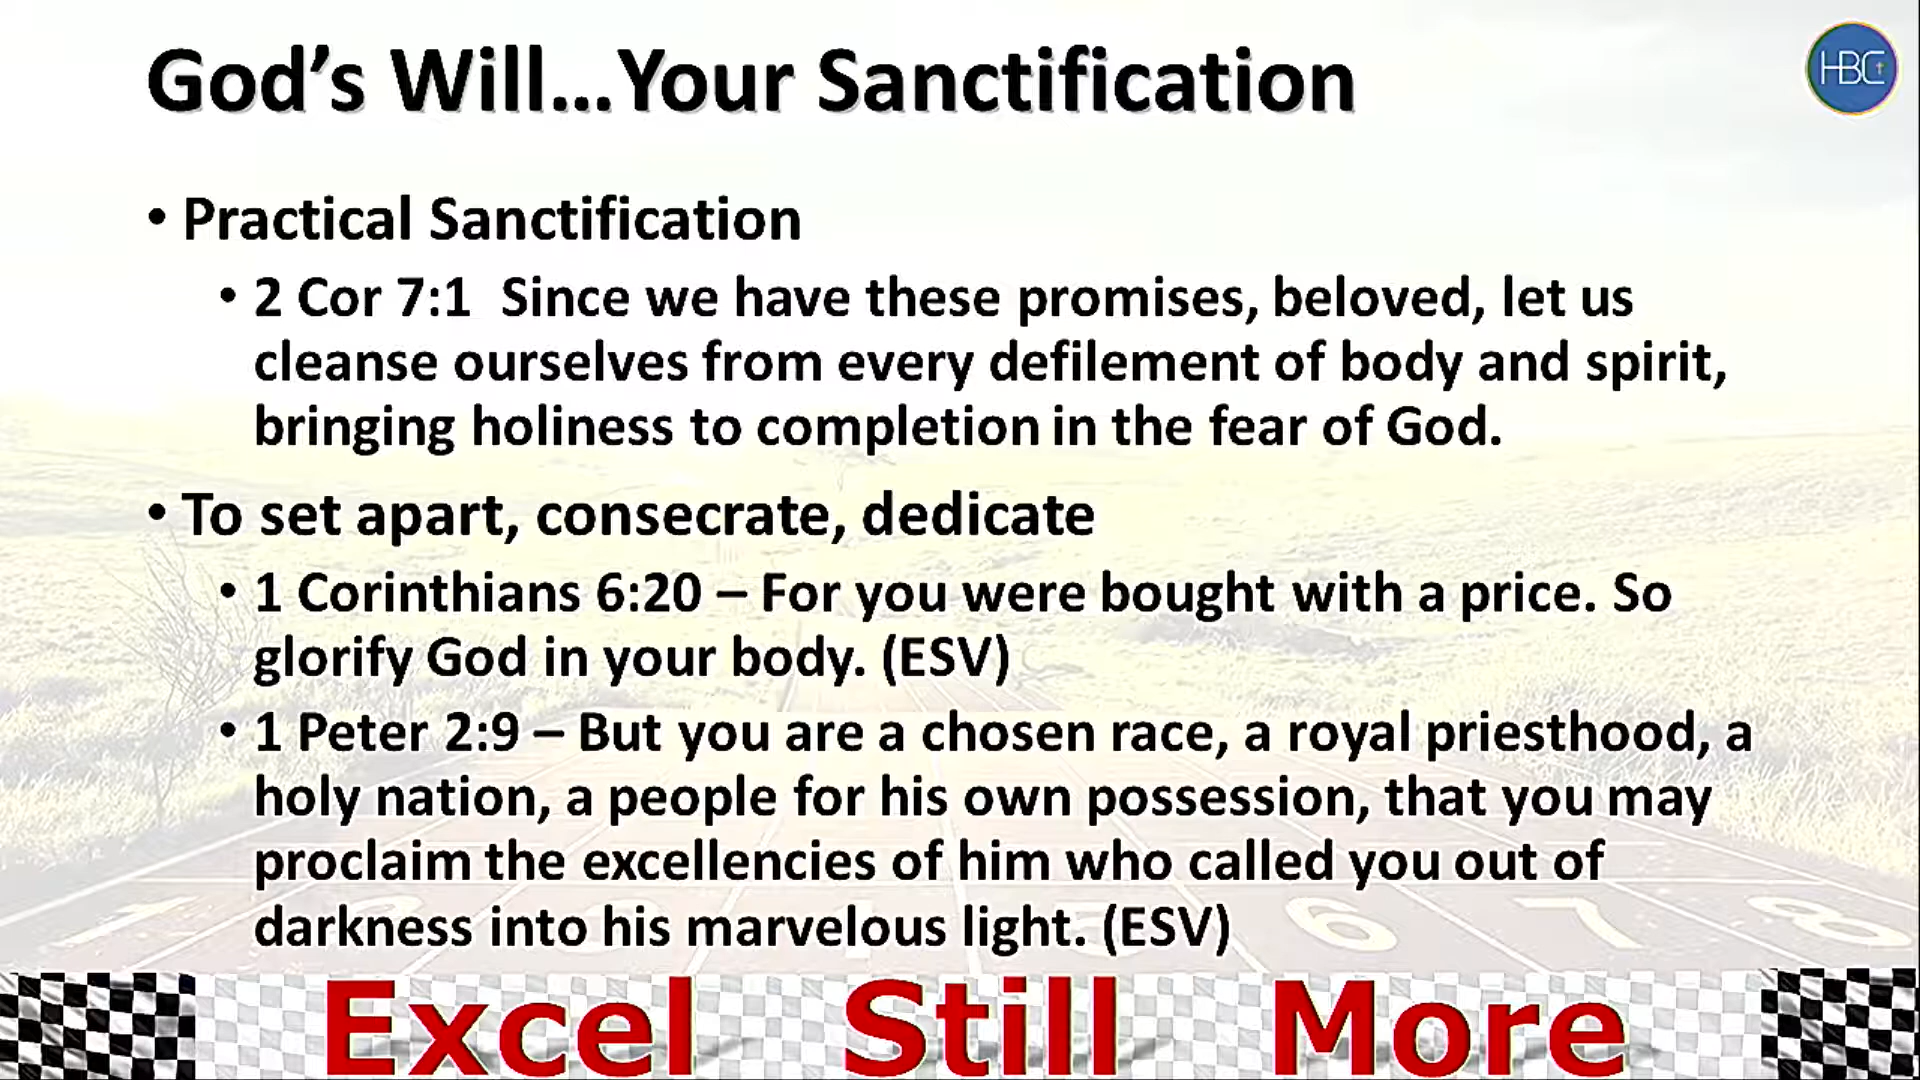 God’s Will...Your Sanctification
HBC
• Practical Sanctification
• 2 Cor 7:1  Since we have these promises, beloved, let us
cleanse ourselves from every defilement of body and spirit,
bringing holiness to completion in the fear of God.
• To set apart, consecrate, dedicate
• 1 Corinthians 6:20 – For you were bought with a price. So
glorify God in your body. (ESV)
• 1 Peter 2:9 – But you are a chosen race, a royal priesthood, a
holy nation, a people for his own possession, that you may
proclaim the excellencies of him who called you out of
darkness into his marvelous light. (ESV)
1 6 7 8
Excel Still More